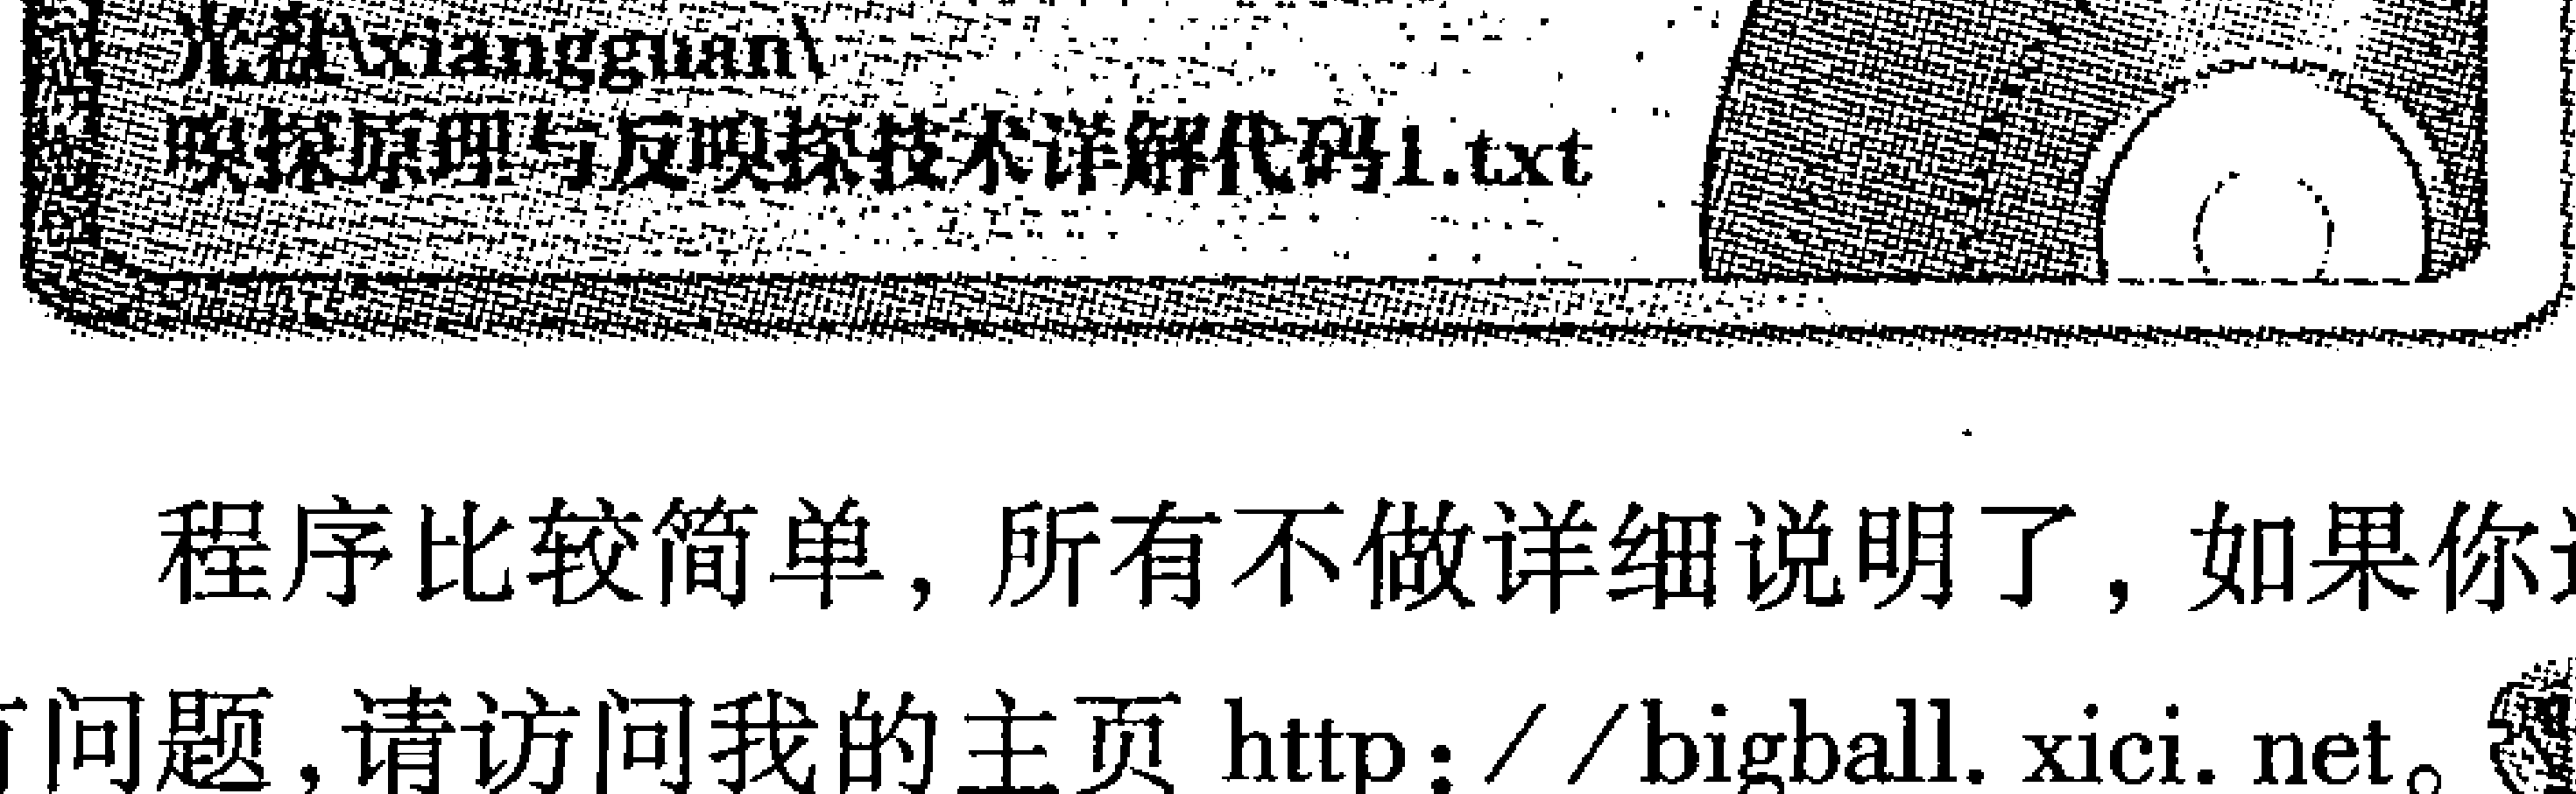 光盘\xiangguan\
嗅探原理与反嗅探技术详解代码1.txt
程序比较简单，所有不做详细说明了，如果你
问题，请访问我的主页 http://bigball.xici.net。